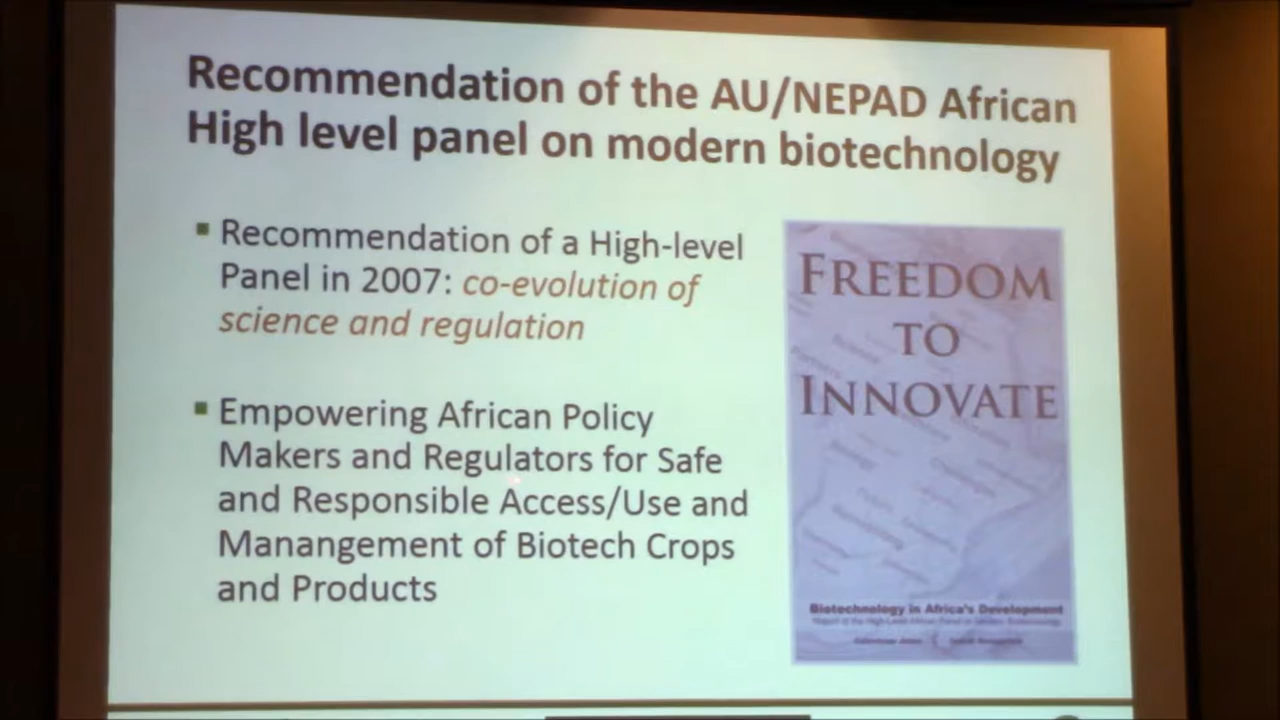 Recommendation of the AU/NEPAD African
High level panel on modern biotechnology
▪ Recommendation of a High-level
Panel in 2007: co-evolution of
science and regulation
▪ Empowering African Policy
Makers and Regulators for Safe
and Responsible Access/Use and
Manangement of Biotech Crops
and Products
FREEDOM
TO
INNOVATE
Biotechnology in Africa's Development